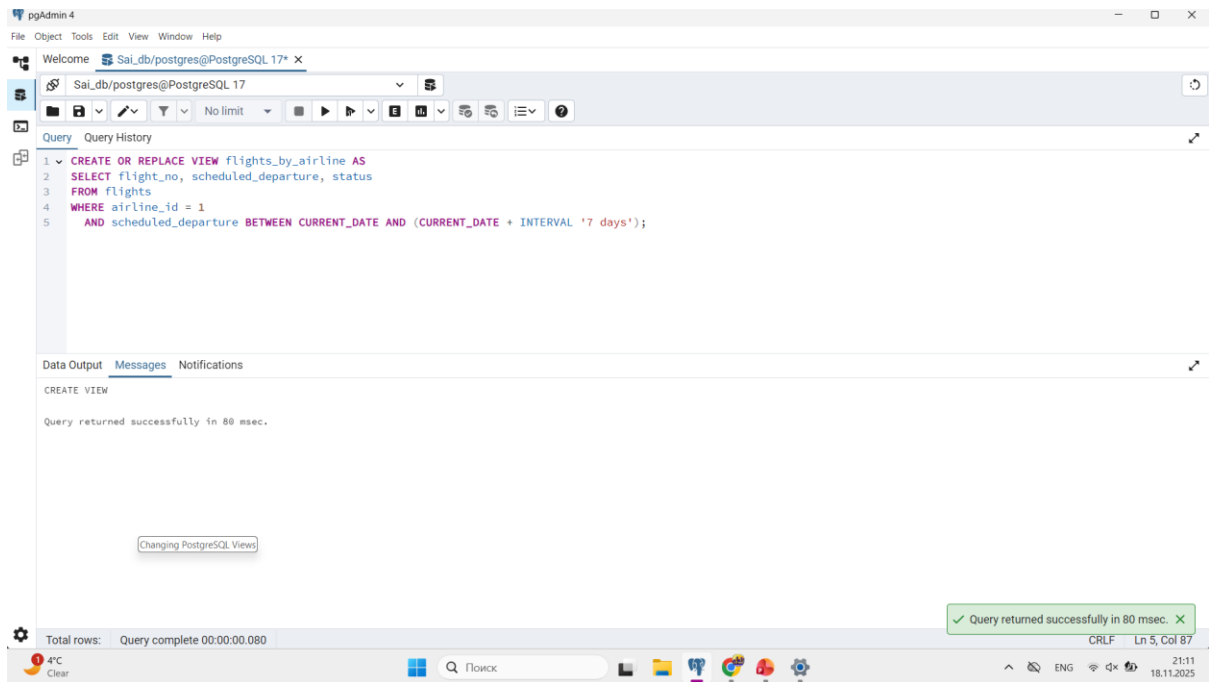 pgAdmin 4
File Object Tools Edit View Window Help
Welcome Sai_db/postgres@PostgreSQL 17*
Sai_db/postgres@PostgreSQL 17
No limit
Query Query History
1 CREATE OR REPLACE VIEW flights_by_airline AS
2 SELECT flight_no, scheduled_departure, status
3 FROM flights
4 WHERE airline_id = 1
5 AND scheduled_departure BETWEEN CURRENT_DATE AND (CURRENT_DATE + INTERVAL '7 days');
Data Output Messages Notifications
CREATE VIEW
Query returned successfully in 80 msec.
Changing PostgreSQL Views
Query returned successfully in 80 msec.
Total rows: Query complete 00:00:00.080 CRLF Ln 5, Col 87
1 4°C
Clear
Поиск
ENG
21:11
18.11.2025